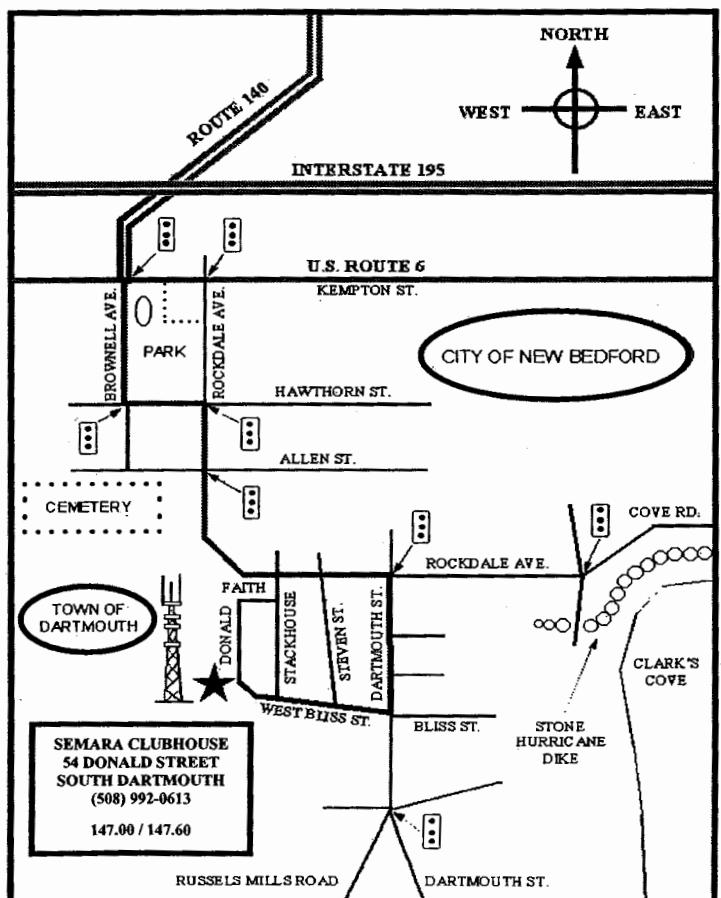 NORTH
ROUTE 140
WEST
EAST
INTERSTATE 195
U.S. ROUTE 6
KEMPTON ST.
BROWNELL AVE.
PARK
ROCKDALE AVE.
CITY OF NEW BEDFORD
HAWTHORN ST.
ALLEN ST.
CEMETERY
COVE RD.
ROCKDALE AVE.
FAITH
TOWN OF
DARTMOUTH
DONALD
STACKHOUSE
STEVEN ST.
DARTMOUTH ST.
CLARK'S
COVE
WEST BLISS ST.
BLISS ST.
STONE
HURRICANE
DIKE
SEMARA CLUBHOUSE
54 DONALD STREET
SOUTH DARTMOUTH
(508) 992-0613
147.00 / 147.60
RUSSELS MILLS ROAD
DARTMOUTH ST.